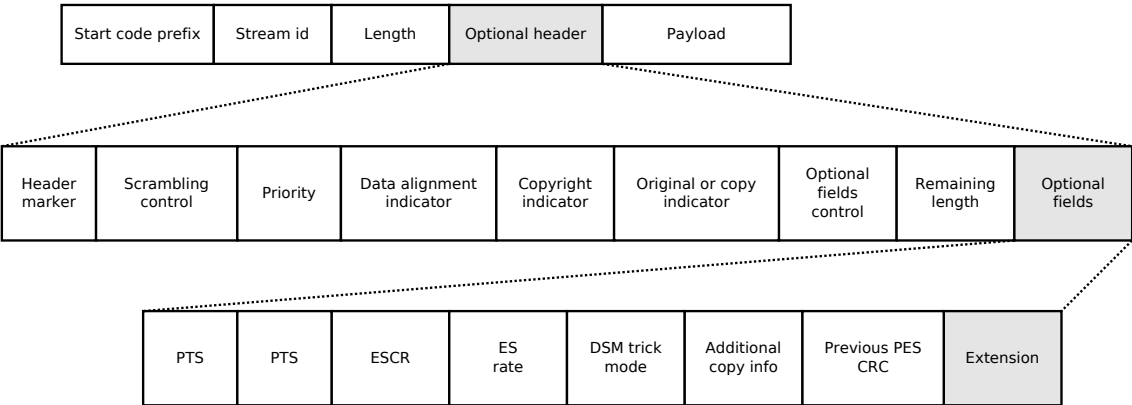 Start code prefix
Stream id
Length
Optional header
Payload
Header
marker
Scrambling
control
Priority
Data alignment
indicator
Copyright
indicator
Original or copy
indicator
Optional
fields
control
Remaining
length
Optional
fields
PTS
PTS
ESCR
ES
rate
DSM trick
mode
Additional
copy info
Previous PES
CRC
Extension